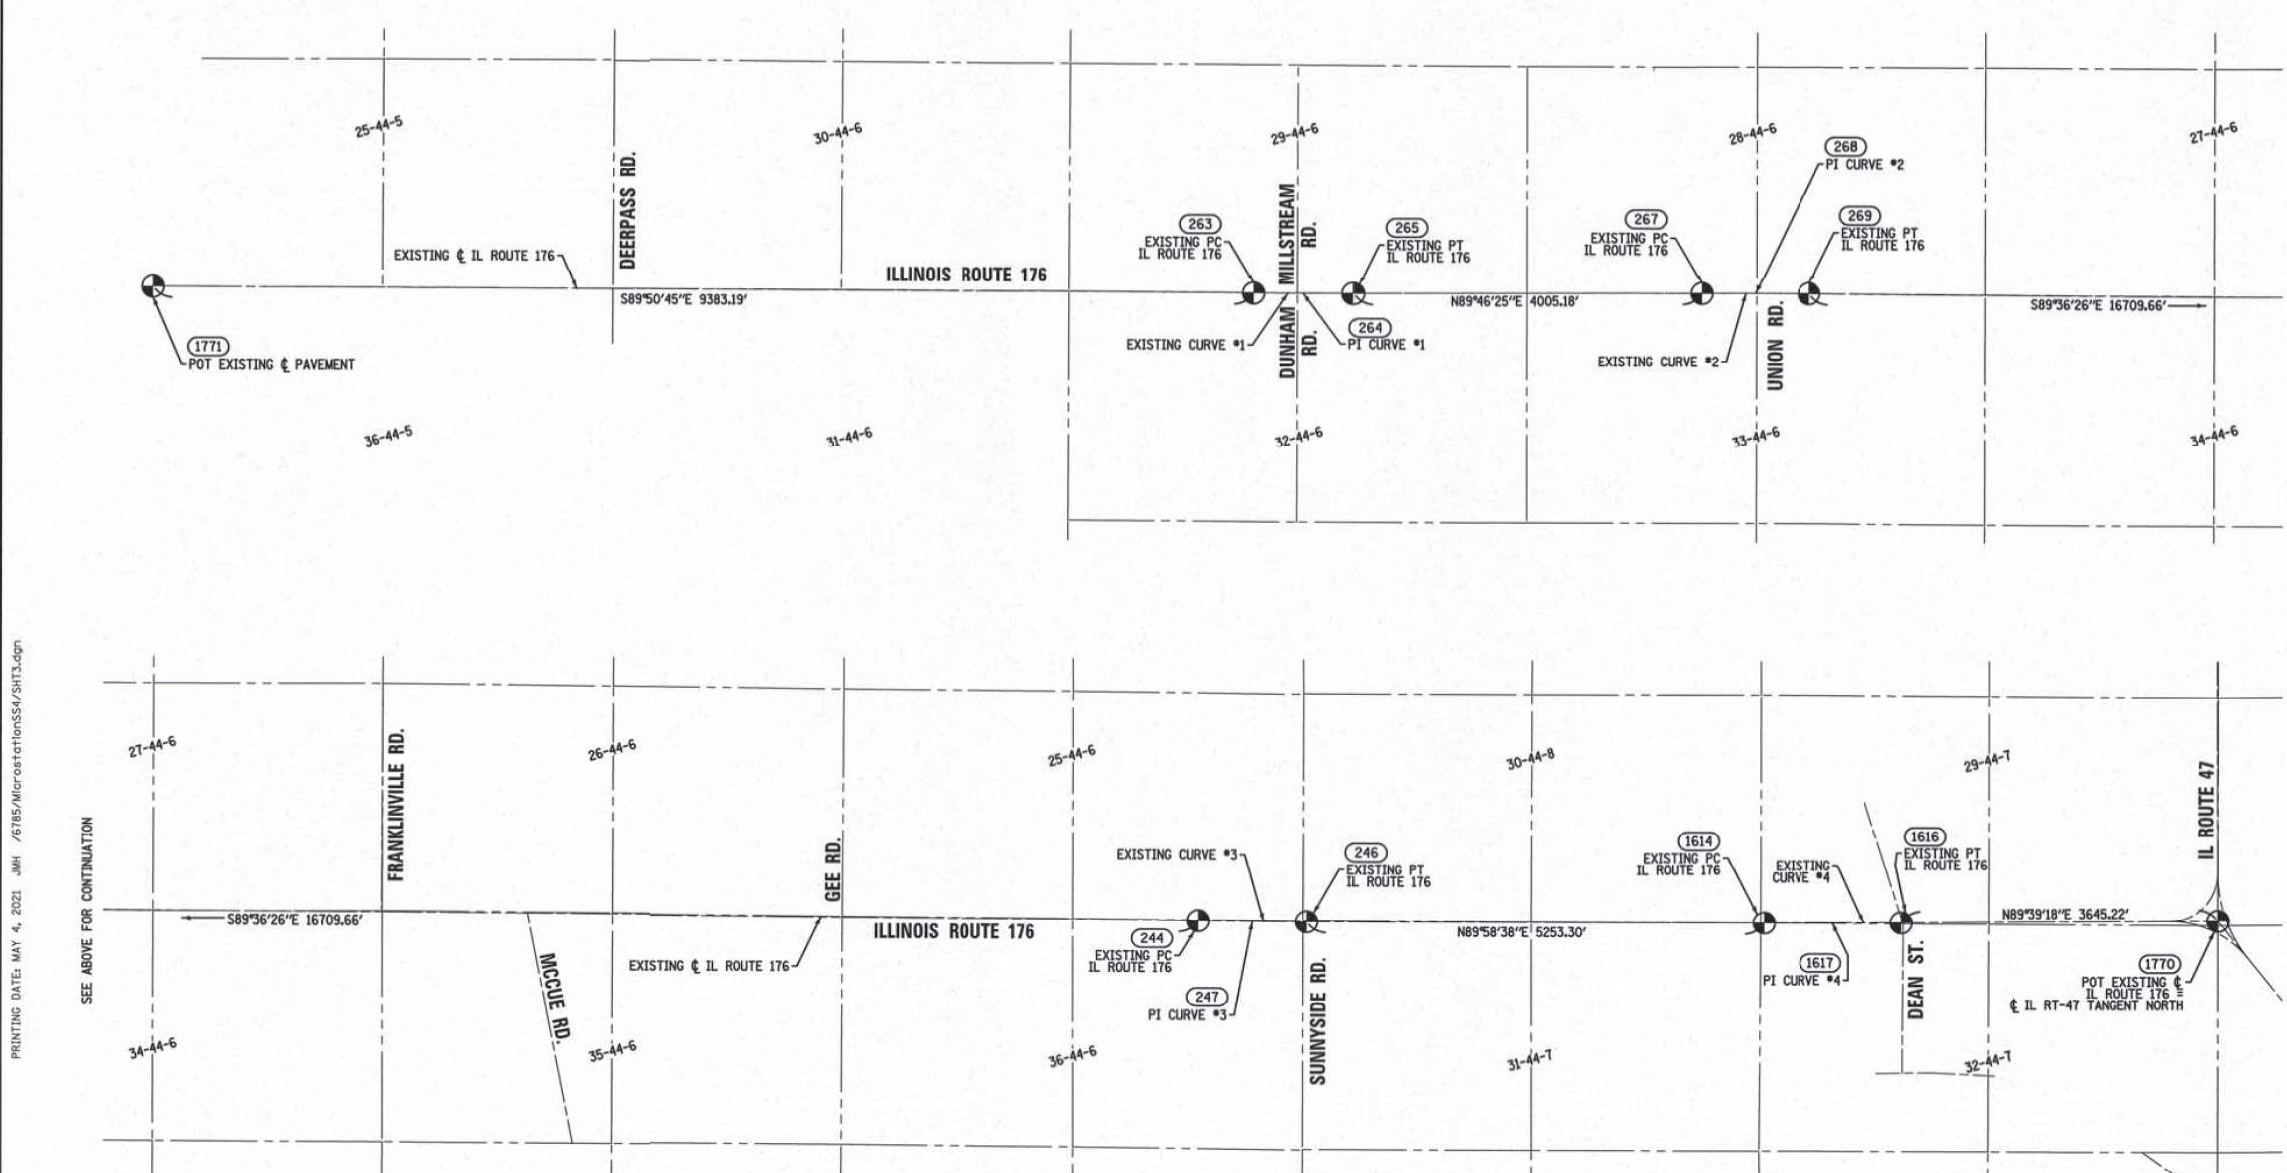 25-44-5
30-44-6
29-44-6
28-44-6
27-44-6
DEERPASS RD.
268
PI CURVE #2
263
EXISTING PC
IL ROUTE 176
MILLSTREAM
RD.
265
EXISTING PT
IL ROUTE 176
267
EXISTING PC
IL ROUTE 176
269
EXISTING PT
IL ROUTE 176
EXISTING ℄ IL ROUTE 176
ILLINOIS ROUTE 176
S89°50'45"E 9383.19'
N89°46'25"E 4005.18'
S89°36'26"E 16709.66'
1771
POT EXISTING ℄ PAVEMENT
EXISTING CURVE #1
DUNHAM
RD.
264
PI CURVE #1
EXISTING CURVE #2
UNION RD.
36-44-5
31-44-6
32-44-6
33-44-6
34-44-6
PRINTING DATE: MAY 4, 2021 JMH /6785/MicrostationSS4/SHT3.dgn
SEE ABOVE FOR CONTINUATION
27-44-6
26-44-6
25-44-6
30-44-8
29-44-7
FRANKLINVILLE RD.
GEE RD.
IL ROUTE 47
EXISTING CURVE #3
246
EXISTING PT
IL ROUTE 176
1614
EXISTING PC
IL ROUTE 176
EXISTING
CURVE #4
1616
EXISTING PT
IL ROUTE 176
S89°36'26"E 16709.66'
ILLINOIS ROUTE 176
N89°58'38"E 5253.30'
N89°39'18"E 3645.22'
MCCUE RD.
EXISTING ℄ IL ROUTE 176
244
EXISTING PC
IL ROUTE 176
247
PI CURVE #3
SUNNYSIDE RD.
1617
PI CURVE #4
DEAN ST.
1770
POT EXISTING ℄
IL ROUTE 176 =
℄ IL RT-47 TANGENT NORTH
34-44-6
35-44-6
36-44-6
31-44-7
32-44-7